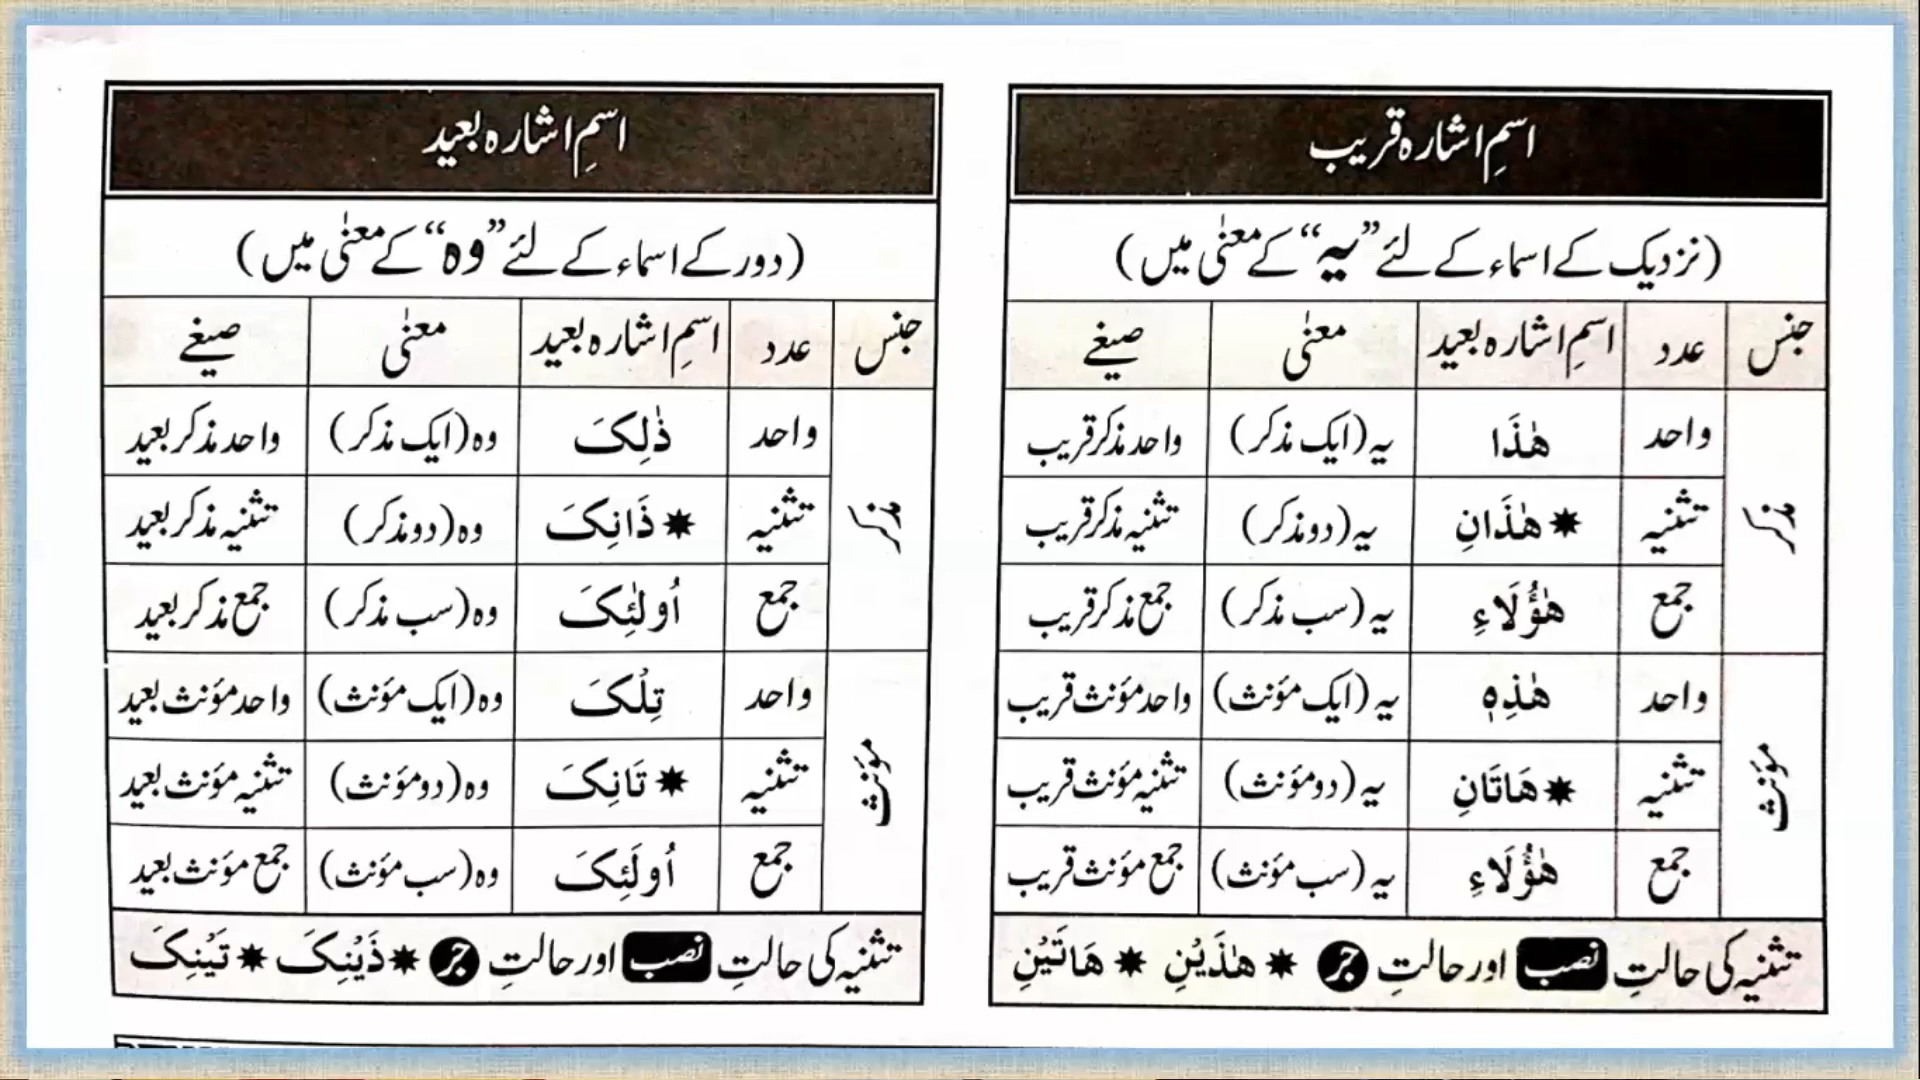 اسمِ اشارہ قریب
(نزدیک کے اسماء کے لئے ”یہ“ کے معنٰی میں)
جنس عدد اسمِ اشارہ بعید معنٰی صیغے
مذکر
واحد هٰذَا یہ (ایک مذکر) واحد مذکر قریب
تثنیہ ✷ هٰذَانِ یہ (دو مذکر) تثنیہ مذکر قریب
جمع هٰؤُلَاءِ یہ (سب مذکر) جمع مذکر قریب
مؤنث
واحد هٰذِهٖ یہ (ایک مؤنث) واحد مؤنث قریب
تثنیہ ✷ هَاتَانِ یہ (دو مؤنث) تثنیہ مؤنث قریب
جمع هٰؤُلَاءِ یہ (سب مؤنث) جمع مؤنث قریب
تثنیہ کی حالتِ نصب اور حالتِ جر ✷ هٰذَيْنِ ✷ هَاتَيْنِ
اسمِ اشارہ بعید
(دور کے اسماء کے لئے ”وہ“ کے معنٰی میں)
جنس عدد اسمِ اشارہ بعید معنٰی صیغے
مذکر
واحد ذٰلِکَ وہ (ایک مذکر) واحد مذکر بعید
تثنیہ ✷ ذَانِکَ وہ (دو مذکر) تثنیہ مذکر بعید
جمع اُولٰئِکَ وہ (سب مذکر) جمع مذکر بعید
مؤنث
واحد تِلْکَ وہ (ایک مؤنث) واحد مؤنث بعید
تثنیہ ✷ تَانِکَ وہ (دو مؤنث) تثنیہ مؤنث بعید
جمع اُولَئِکَ وہ (سب مؤنث) جمع مؤنث بعید
تثنیہ کی حالتِ نصب اور حالتِ جر ✷ ذَيْنِکَ ✷ تَيْنِکَ